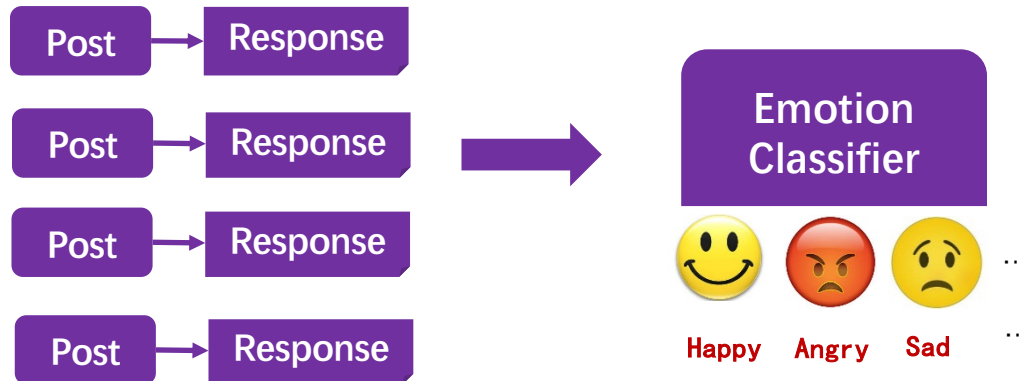 Post
Response
Post
Response
Post
Response
Post
Response
Emotion
Classifier
..
Happy
Angry
Sad
..